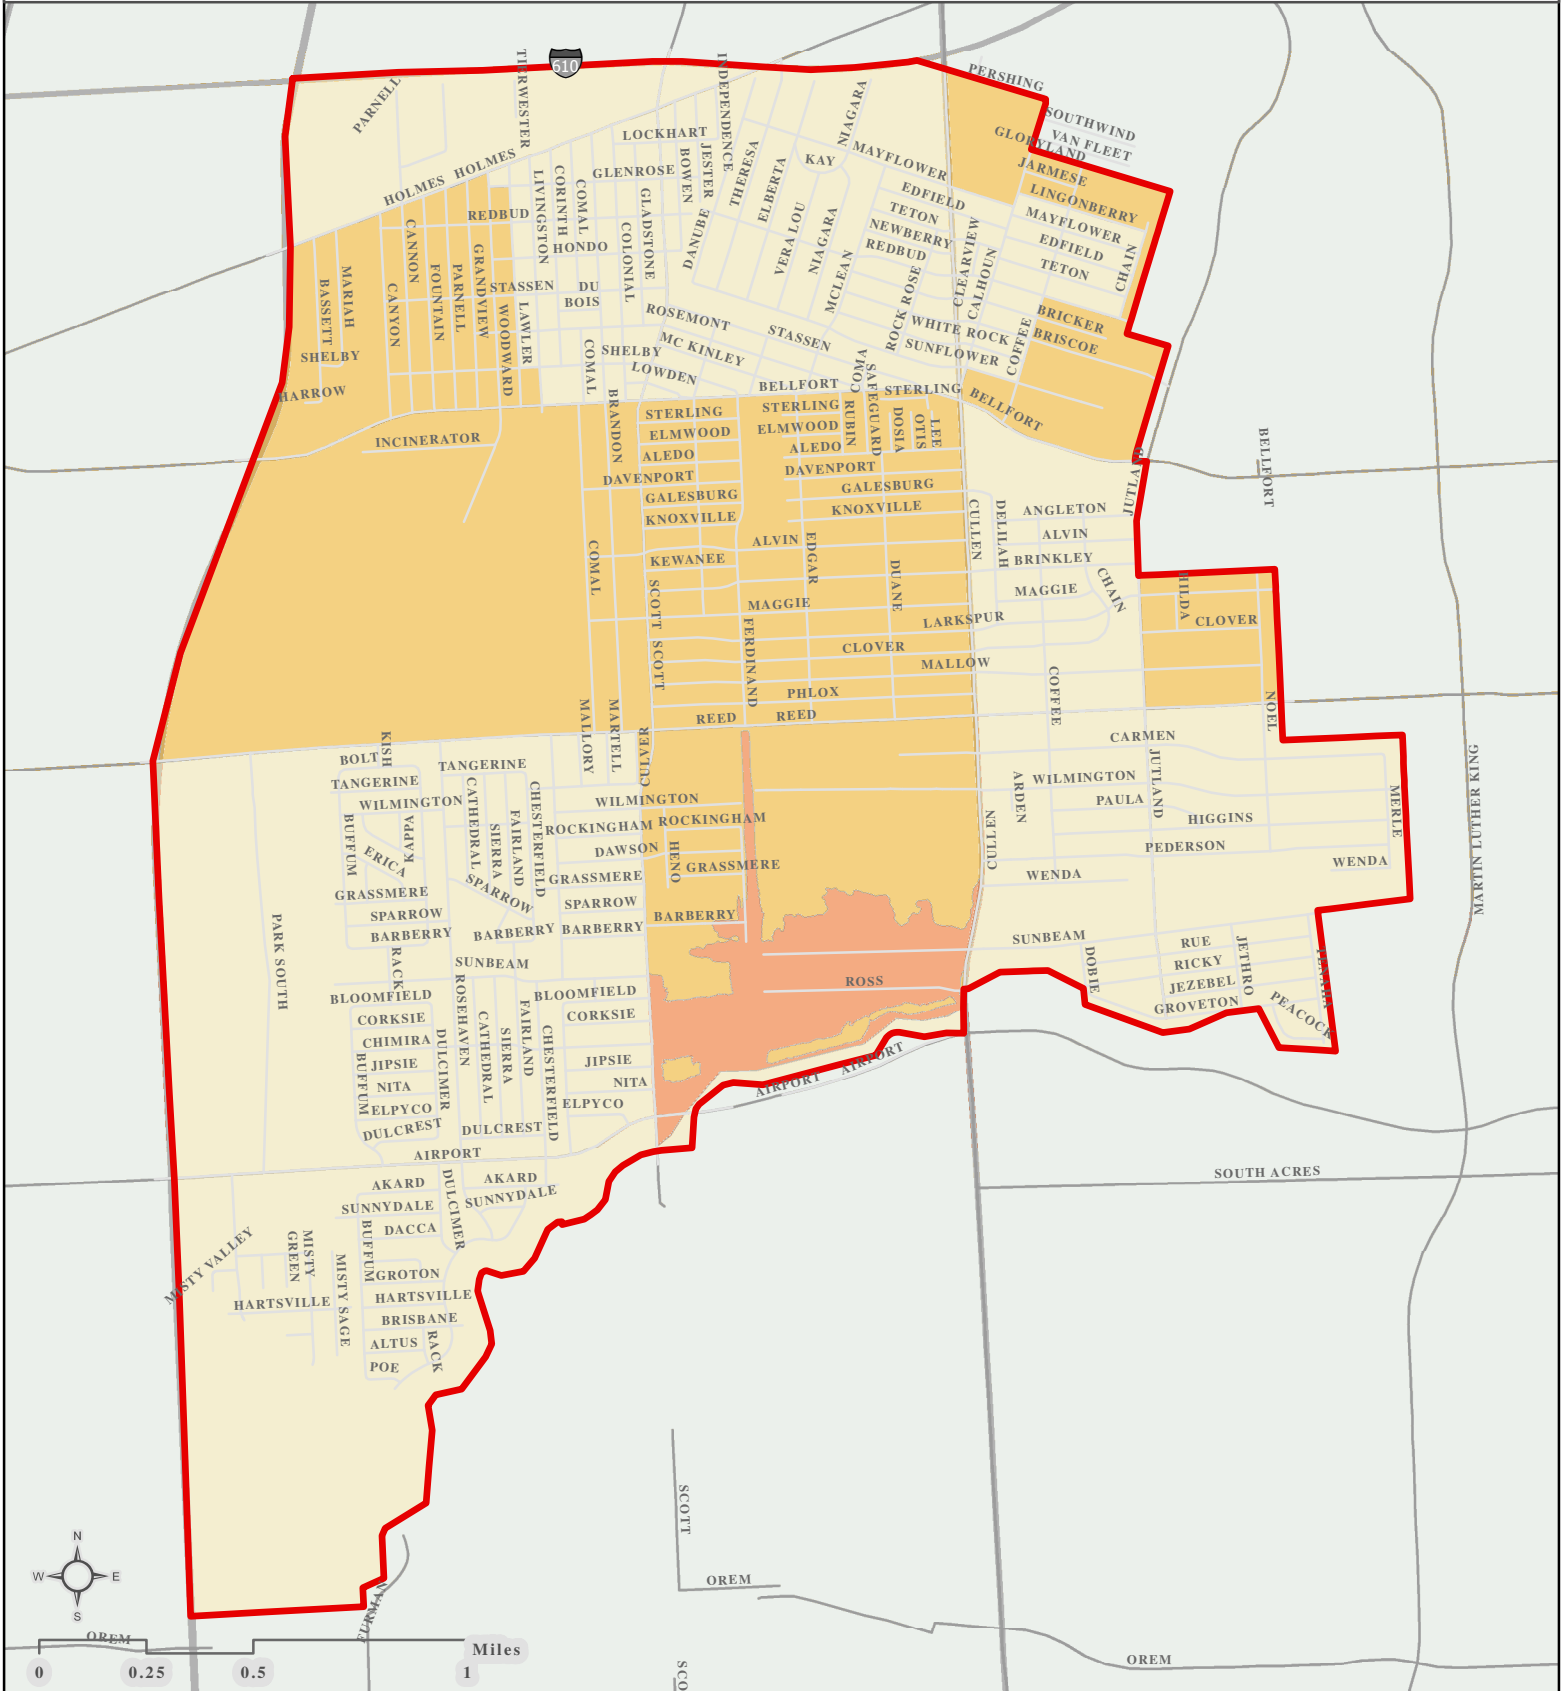 610
PERSHING
PARNELL
TIERWESTER
INDEPENDENCE
NIAGARA
SOUTHWIND
VAN FLEET
GLORYLAND
LOCKHART
HOLMES
HOLMES
GLENROSE
BOWEN
JESTER
THERESA
KAY
MAYFLOWER
JARMESE
LINGONBERRY
LIVINGSTON
CORINTH
COMAL
GLADSTONE
ELBERTA
EDFIELD
MAYFLOWER
REDBUD
CANNON
HONDO
COLONIAL
DANUBE
VERA LOU
NIAGARA
TETON
NEWBERRY
REDBUD
CLEARVIEW
CALHOUN
EDFIELD
TETON
CHAIN
BASSETT
MARIAH
CANYON
FOUNTAIN
PARNELL
GRANDVIEW
STASSEN
DU
BOIS
WOODWARD
LAWLER
ROSEMONT
MCLEAN
ROCK ROSE
WHITE ROCK
BRICKER
BRISCOE
STASSEN
SUNFLOWER
COFFEE
SHELBY
COMAL
SHELBY
MC KINLEY
LOWDEN
HARROW
BELLFORT
COMA
SAFEGUARD
STERLING
BELLFORT
BRANDON
STERLING
STERLING
RUBIN
DOSIA
OTIS
LEE
INCINERATOR
ELMWOOD
ELMWOOD
ALEDO
ALEDO
JUTLAND
BELLFORT
DAVENPORT
DAVENPORT
GALESBURG
GALESBURG
KNOXVILLE
KNOXVILLE
CULLEN
DELILAH
ANGLETON
ALVIN
COMAL
ALVIN
EDGAR
BRINKLEY
KEWANEE
DUANE
CHAIN
HILDA
SCOTT
MAGGIE
MAGGIE
LARKSPUR
CLOVER
FERDINAND
SCOTT
CLOVER
MALLOW
COFFEE
PHLOX
REED
REED
NOEL
MALLORY
MARTELL
CULVER
KISH
BOLT
TANGERINE
TANGERINE
CARMEN
WILMINGTON
WILMINGTON
CATHEDRAL
CHESTERFIELD
WILMINGTON
ARDEN
PAULA
JUTLAND
MERLE
MARTIN LUTHER KING
BUFFUM
KAPPA
SIERRA
FAIRLAND
ROCKINGHAM
ROCKINGHAM
HIGGINS
ERICA
DAWSON
HENO
CULLEN
PEDERSON
GRASSMERE
SPARROW
GRASSMERE
GRASSMERE
WENDA
WENDA
SPARROW
SPARROW
BARBERRY
BARBERRY
BARBERRY
BARBERRY
PARK SOUTH
SUNBEAM
RACK
SUNBEAM
DOBIE
RUE
RICKY
JETHRO
PENARA
BLOOMFIELD
ROSEHAVEN
BLOOMFIELD
ROSS
JEZEBEL
GROVETON
PEACOCK
CORKSIE
CATHEDRAL
SIERRA
FAIRLAND
CORKSIE
CHIMIRA
DULCIMER
CHESTERFIELD
JIPSIE
JIPSIE
BUFFUM
NITA
NITA
AIRPORT
AIRPORT
ELPYCO
ELPYCO
DULCREST
DULCREST
AIRPORT
AKARD
AKARD
SOUTH ACRES
SUNNYDALE
DULCIMER
SUNNYDALE
DACCA
MISTY VALLEY
MISTY
GREEN
BUFFUM
MISTY SAGE
GROTON
HARTSVILLE
HARTSVILLE
BRISBANE
ALTUS
RACK
POE
SCOTT
OREM
N
W
E
S
FURMAN
OREM
OREM
SCO
Miles
0
0.25
0.5
1